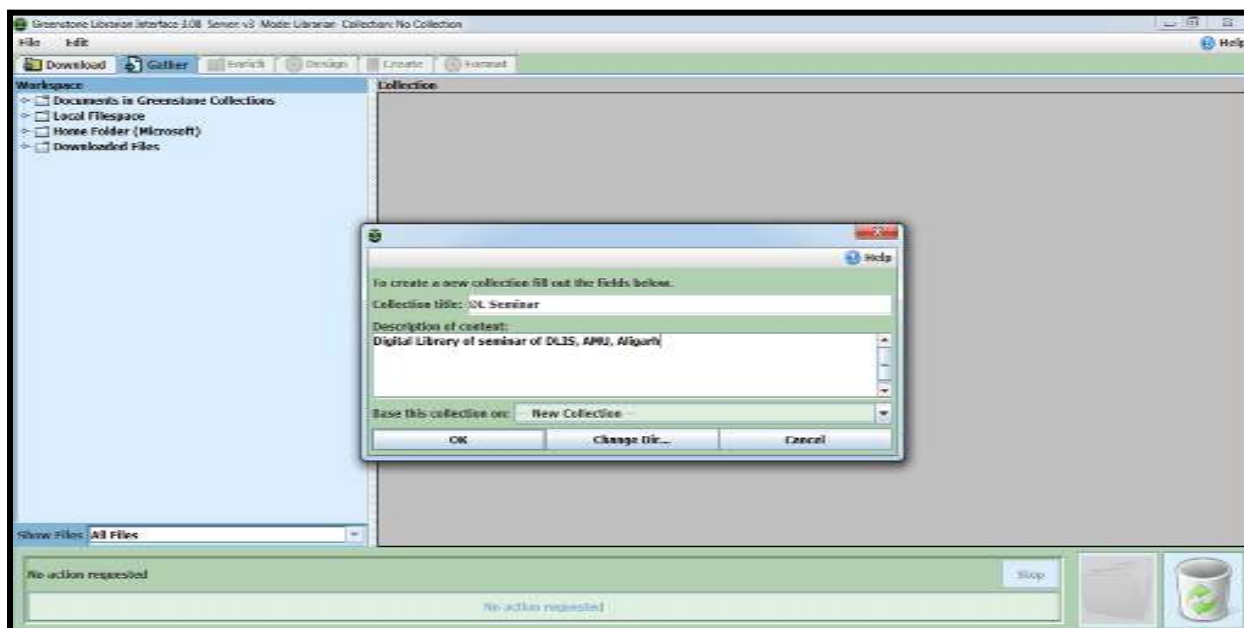 Greenstone Librarian Interface 3.08 Server: v3 Mode: Librarian Collection: No Collection
File Edit Help
Download Gather Enrich Design Create Format
Workspace Collection
Documents in Greenstone Collections
Local Filespace
Home Folder (Microsoft)
Downloaded Files
Help
To create a new collection fill out the fields below.
Collection title: DL Seminar
Description of content:
Digital Library of seminar of DLIS, AMU, Aligarh
Base this collection on: -- New Collection --
OK Change Dir... Cancel
Show Files All Files
No action requested Stop
No action requested